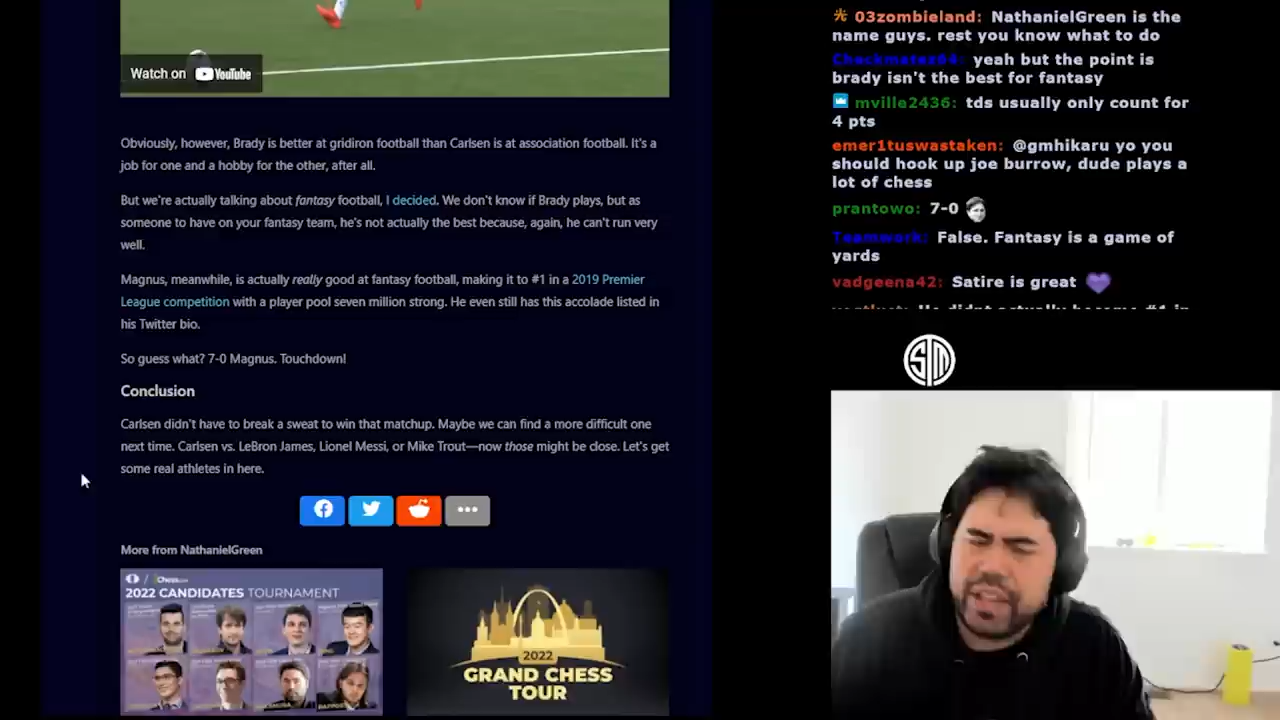 Watch on YouTube
Obviously, however, Brady is better at gridiron football than Carlsen is at association football. It's a
job for one and a hobby for the other, after all.
But we're actually talking about fantasy football, I decided. We don't know if Brady plays, but as
someone to have on your fantasy team, he's not actually the best because, again, he can't run very
well.
Magnus, meanwhile, is actually really good at fantasy football, making it to #1 in a 2019 Premier
League competition with a player pool seven million strong. He even still has this accolade listed in
his Twitter bio.
So guess what? 7-0 Magnus. Touchdown!
Conclusion
Carlsen didn't have to break a sweat to win that matchup. Maybe we can find a more difficult one
next time. Carlsen vs. LeBron James, Lionel Messi, or Mike Trout—now those might be close. Let's get
some real athletes in here.
More from NathanielGreen
Chess.com
2022 CANDIDATES TOURNAMENT
2022
GRAND CHESS
TOUR
03zombieland: NathanielGreen is the
name guys. rest you know what to do
yeah but the point is
brady isn't the best for fantasy
mville2436: tds usually only count for
4 pts
emer1tuswastaken: @gmhikaru yo you
should hook up joe burrow, dude plays a
lot of chess
prantowo: 7-0
Teamwork: False. Fantasy is a game of
yards
vadgeena42: Satire is great
TSM